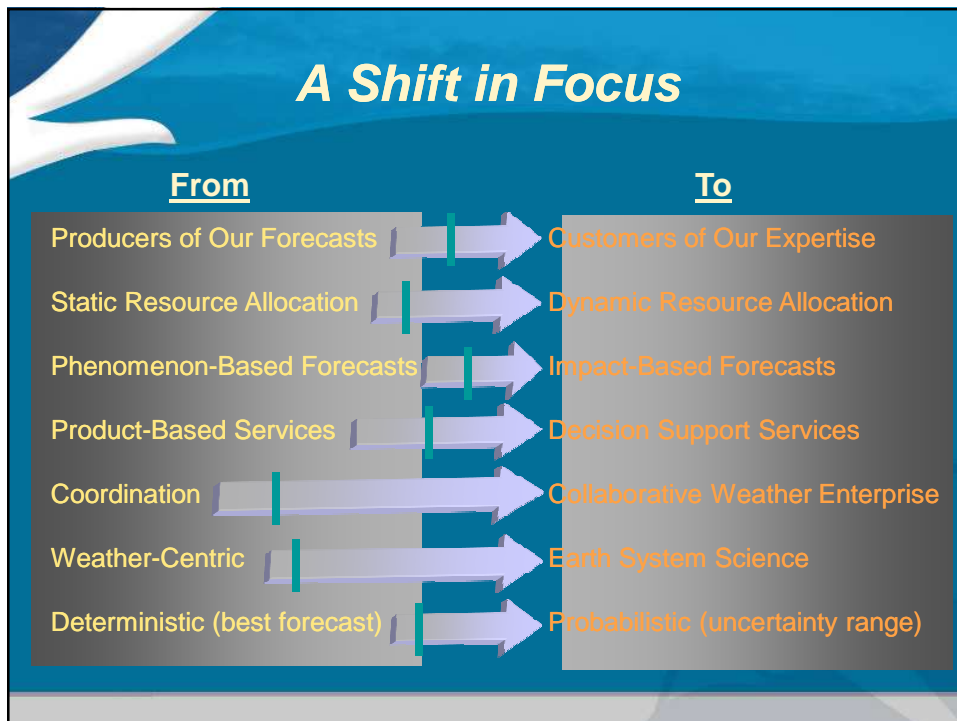 A Shift in Focus
From To
Producers of Our Forecasts Customers of Our Expertise
Static Resource Allocation Dynamic Resource Allocation
Phenomenon-Based Forecasts Impact-Based Forecasts
Product-Based Services Decision Support Services
Coordination Collaborative Weather Enterprise
Weather-Centric Earth System Science
Deterministic (best forecast) Probabilistic (uncertainty range)